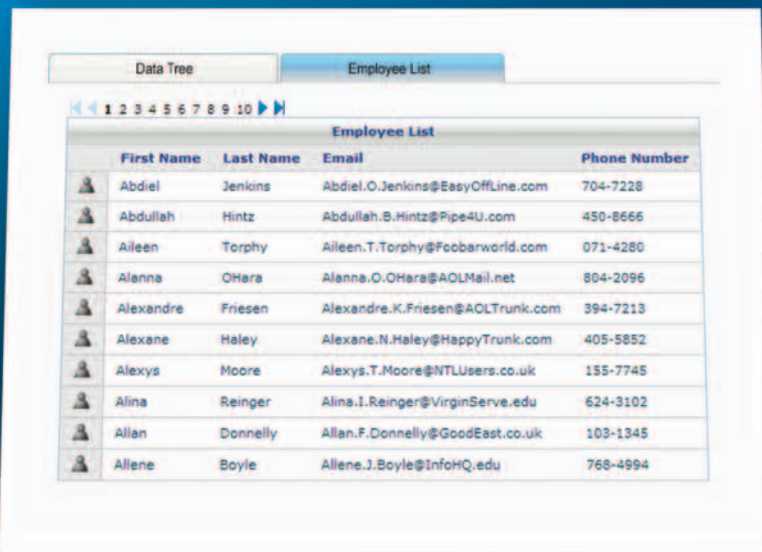 Data Tree Employee List
1 2 3 4 5 6 7 8 9 10
Employee List
First Name Last Name Email Phone Number
Abdiel Jenkins Abdiel.O.Jenkins@EasyOffLine.com 704-7228
Abdullah Hintz Abdullah.B.Hintz@Pipe4U.com 450-8666
Aileen Torphy Aileen.T.Torphy@Foobarworld.com 071-4280
Alanna OHara Alanna.O.OHara@AOLMail.net 804-2096
Alexandre Friesen Alexandre.K.Friesen@AOLTrunk.com 394-7213
Alexane Haley Alexane.N.Haley@HappyTrunk.com 405-5852
Alexys Moore Alexys.T.Moore@NTLUsers.co.uk 155-7745
Alina Reinger Alina.I.Reinger@VirginServe.edu 624-3102
Allan Donnelly Allan.F.Donnelly@GoodEast.co.uk 103-1345
Allene Boyle Allene.J.Boyle@InfoHQ.edu 768-4994